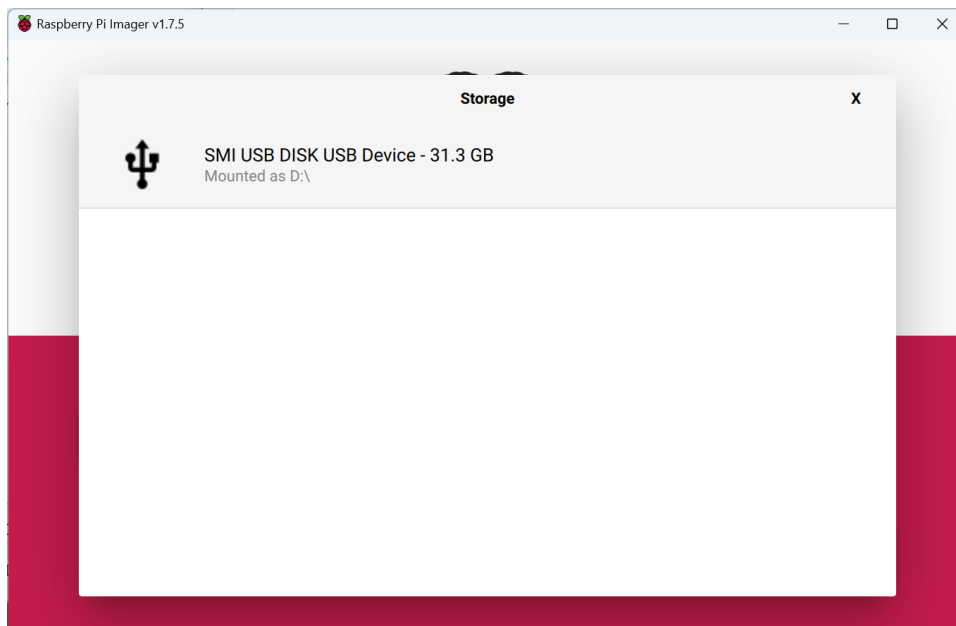 Raspberry Pi Imager v1.7.5
Storage X
SMI USB DISK USB Device - 31.3 GB
Mounted as D:\